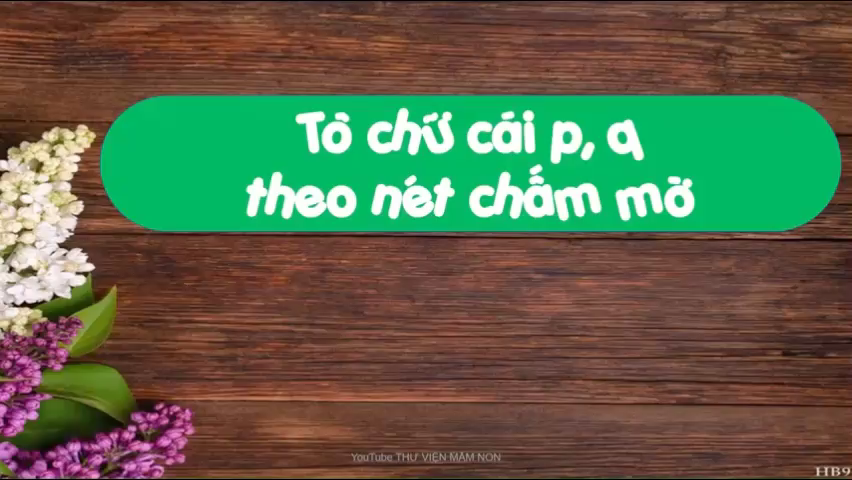 Tô chữ cái p, q
theo nét chấm mờ
YouTube THƯ VIỆN MẦM NON
HB9